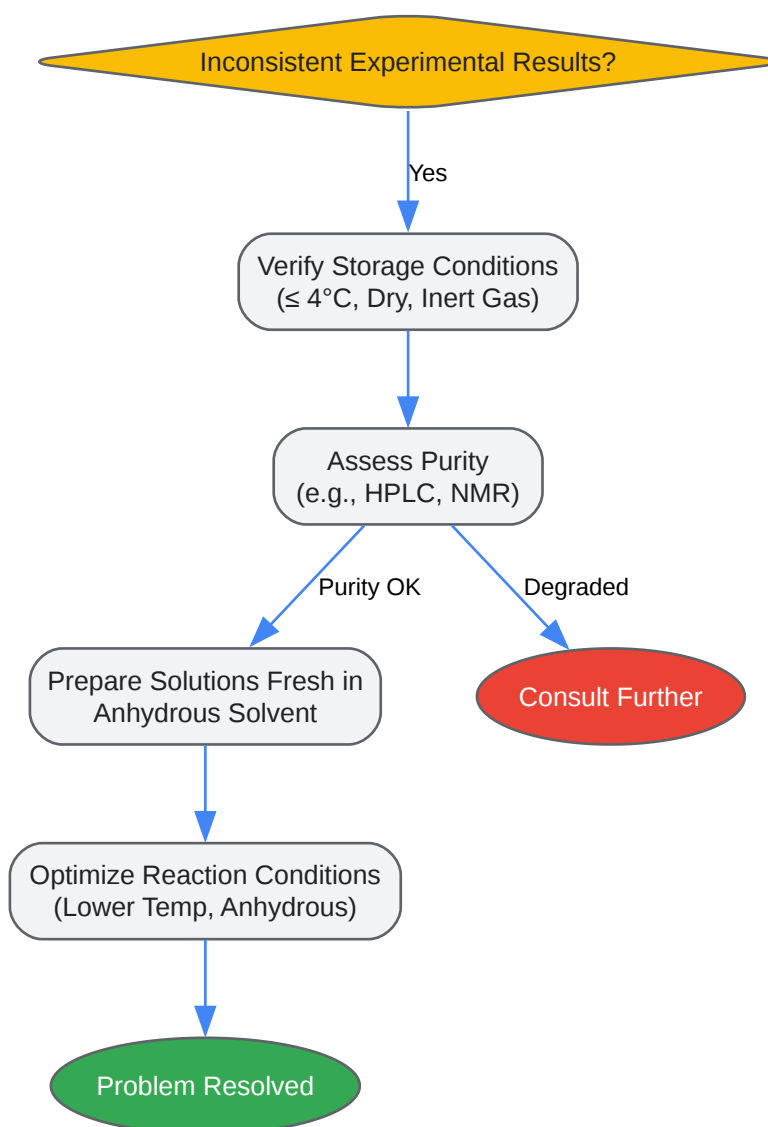 Inconsistent Experimental Results?
Yes
Verify Storage Conditions
(≤ 4°C, Dry, Inert Gas)
Assess Purity
(e.g., HPLC, NMR)
Purity OK
Degraded
Prepare Solutions Fresh in
Anhydrous Solvent
Consult Further
Optimize Reaction Conditions
(Lower Temp, Anhydrous)
Problem Resolved